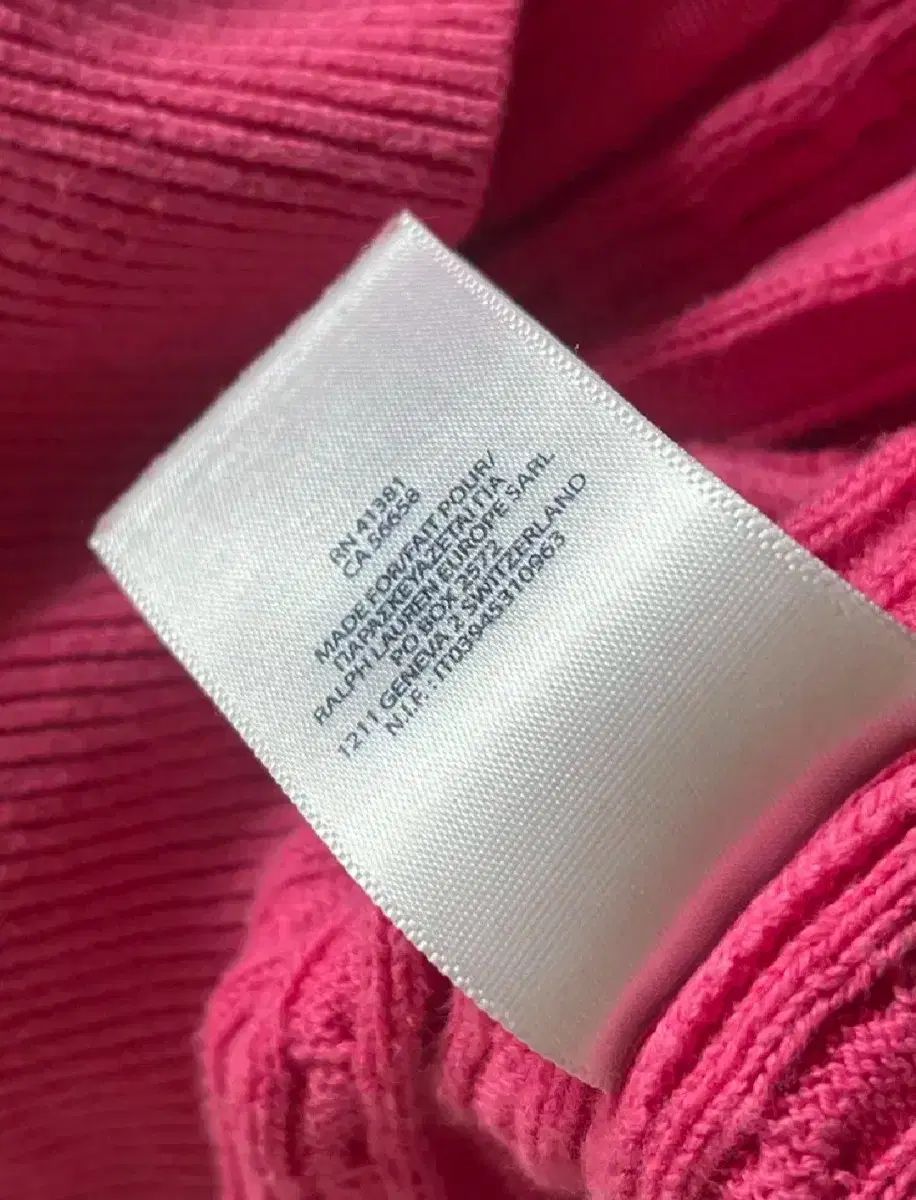 RN 41381
CA 56658
MADE FOR/FAIT POUR/
ΠΑΡΑΣΚΕΥΑΖΕΤΑΙ ΓΙΑ
RALPH LAUREN EUROPE SARL
PO BOX 2572
1211 GENEVA 2 SWITZERLAND
N.I.F.: IT03945310963